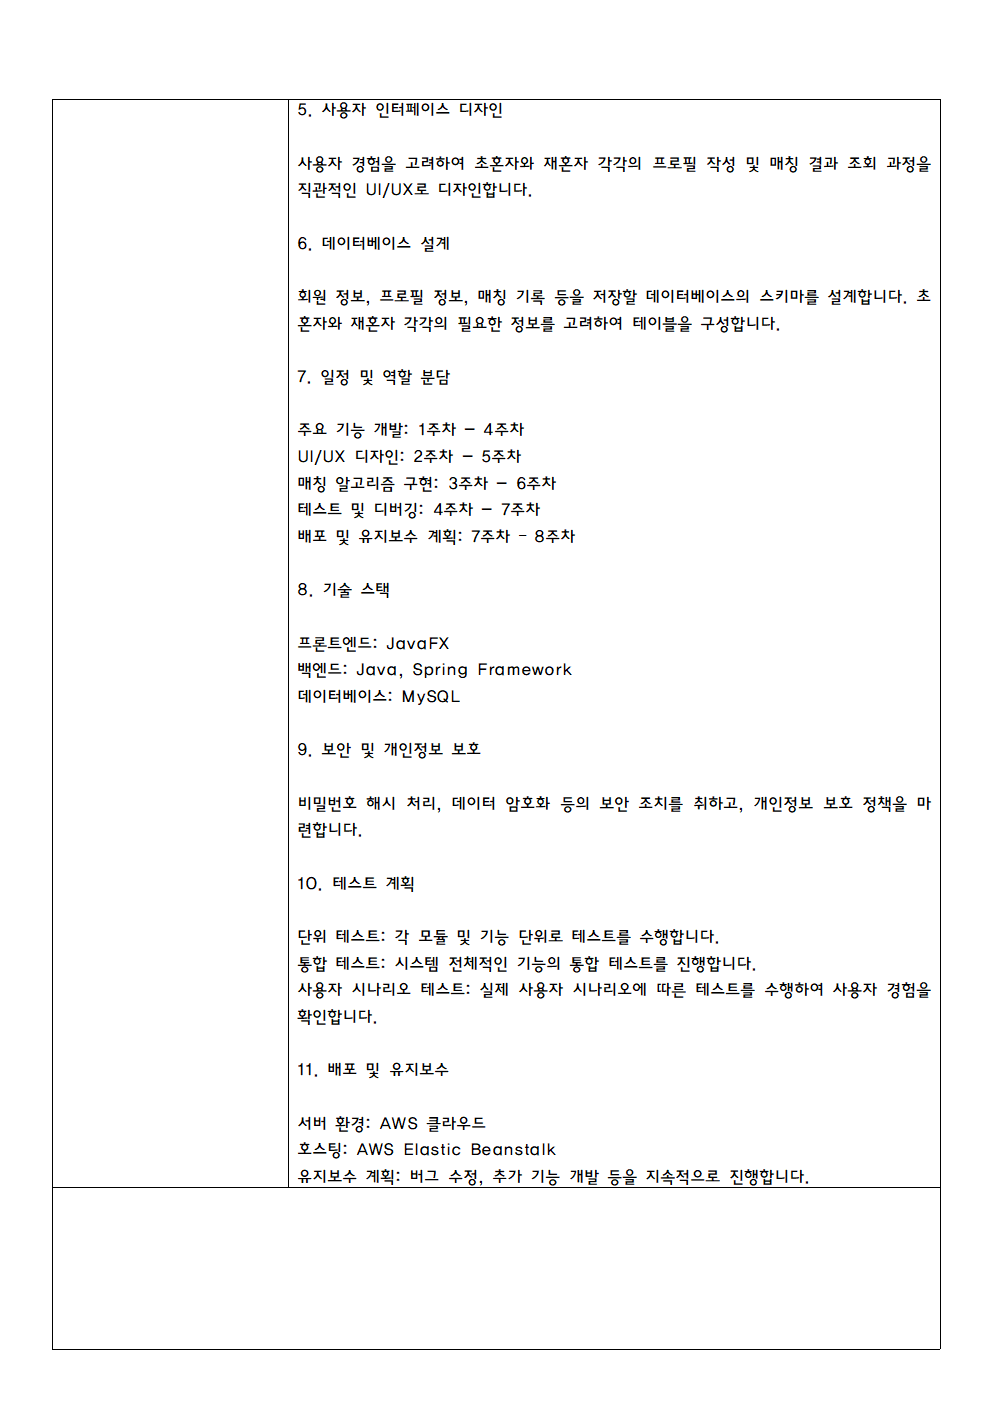 5. 사용자 인터페이스 디자인
사용자 경험을 고려하여 초혼자와 재혼자 각각의 프로필 작성 및 매칭 결과 조회 과정을
직관적인 UI/UX로 디자인합니다.
6. 데이터베이스 설계
회원 정보, 프로필 정보, 매칭 기록 등을 저장할 데이터베이스의 스키마를 설계합니다. 초
혼자와 재혼자 각각의 필요한 정보를 고려하여 테이블을 구성합니다.
7. 일정 및 역할 분담
주요 기능 개발: 1주차 - 4주차
UI/UX 디자인: 2주차 - 5주차
매칭 알고리즘 구현: 3주차 - 6주차
테스트 및 디버깅: 4주차 - 7주차
배포 및 유지보수 계획: 7주차 - 8주차
8. 기술 스택
프론트엔드: JavaFX
백엔드: Java, Spring Framework
데이터베이스: MySQL
9. 보안 및 개인정보 보호
비밀번호 해시 처리, 데이터 암호화 등의 보안 조치를 취하고, 개인정보 보호 정책을 마
련합니다.
10. 테스트 계획
단위 테스트: 각 모듈 및 기능 단위로 테스트를 수행합니다.
통합 테스트: 시스템 전체적인 기능의 통합 테스트를 진행합니다.
사용자 시나리오 테스트: 실제 사용자 시나리오에 따른 테스트를 수행하여 사용자 경험을
확인합니다.
11. 배포 및 유지보수
서버 환경: AWS 클라우드
호스팅: AWS Elastic Beanstalk
유지보수 계획: 버그 수정, 추가 기능 개발 등을 지속적으로 진행합니다.